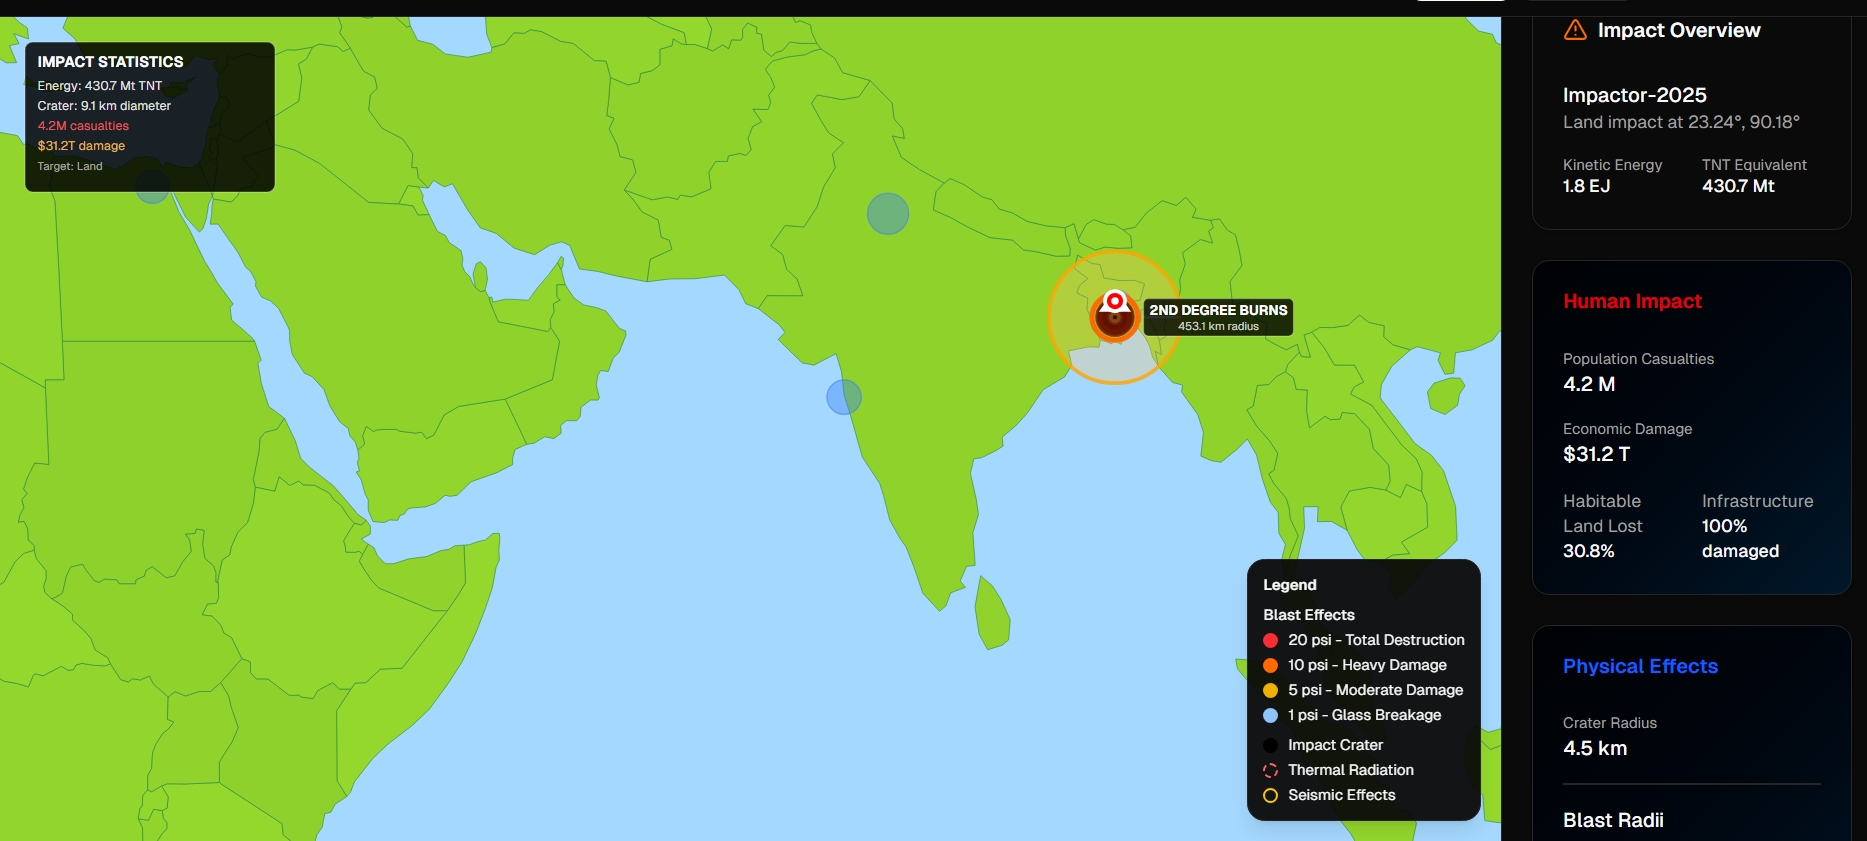 IMPACT STATISTICS
Energy: 430.7 Mt TNT
Crater: 9.1 km diameter
4.2M casualties
$31.2T damage
Target: Land
2ND DEGREE BURNS
453.1 km radius
Legend
Blast Effects
20 psi - Total Destruction
10 psi - Heavy Damage
5 psi - Moderate Damage
1 psi - Glass Breakage
Impact Crater
Thermal Radiation
Seismic Effects
Impact Overview
Impactor-2025
Land impact at 23.24°, 90.18°
Kinetic Energy
1.8 EJ
TNT Equivalent
430.7 Mt
Human Impact
Population Casualties
4.2 M
Economic Damage
$31.2 T
Habitable
Land Lost
30.8%
Infrastructure
100%
damaged
Physical Effects
Crater Radius
4.5 km
Blast Radii